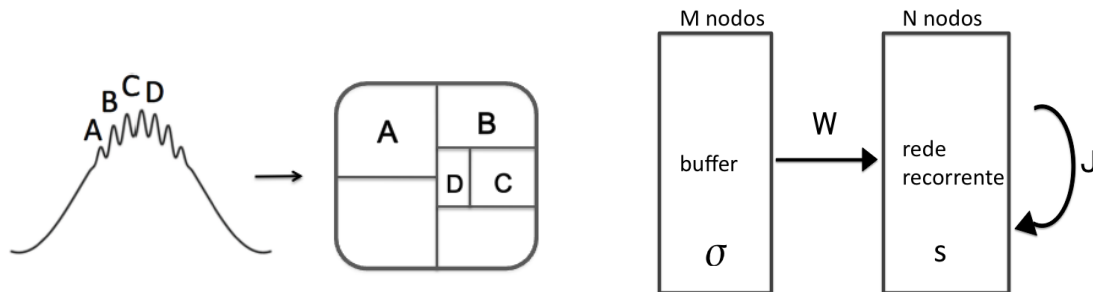 A
B
C
D
A
B
D
C
M nodos
N nodos
buffer
W
rede
recorrente
J
σ
s